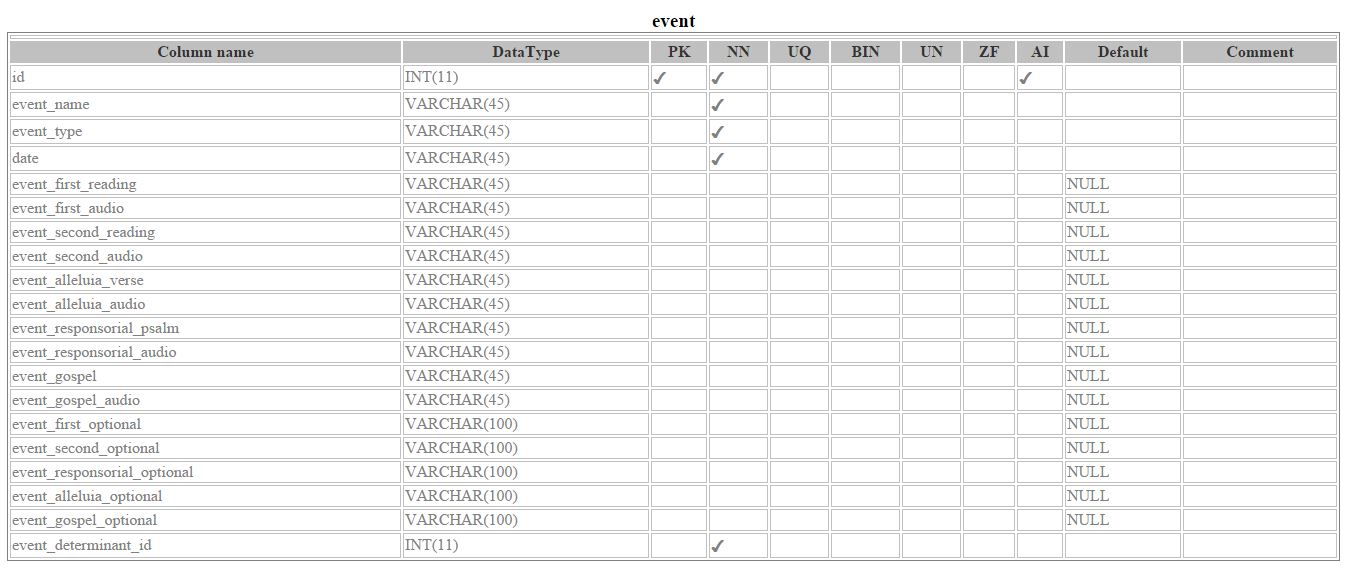 event
Column name DataType PK NN UQ BIN UN ZF AI Default Comment
id INT(11) ✓ ✓ ✓
event_name VARCHAR(45) ✓
event_type VARCHAR(45) ✓
date VARCHAR(45) ✓
event_first_reading VARCHAR(45) NULL
event_first_audio VARCHAR(45) NULL
event_second_reading VARCHAR(45) NULL
event_second_audio VARCHAR(45) NULL
event_alleluia_verse VARCHAR(45) NULL
event_alleluia_audio VARCHAR(45) NULL
event_responsorial_psalm VARCHAR(45) NULL
event_responsorial_audio VARCHAR(45) NULL
event_gospel VARCHAR(45) NULL
event_gospel_audio VARCHAR(45) NULL
event_first_optional VARCHAR(100) NULL
event_second_optional VARCHAR(100) NULL
event_responsorial_optional VARCHAR(100) NULL
event_alleluia_optional VARCHAR(100) NULL
event_gospel_optional VARCHAR(100) NULL
event_determinant_id INT(11) ✓